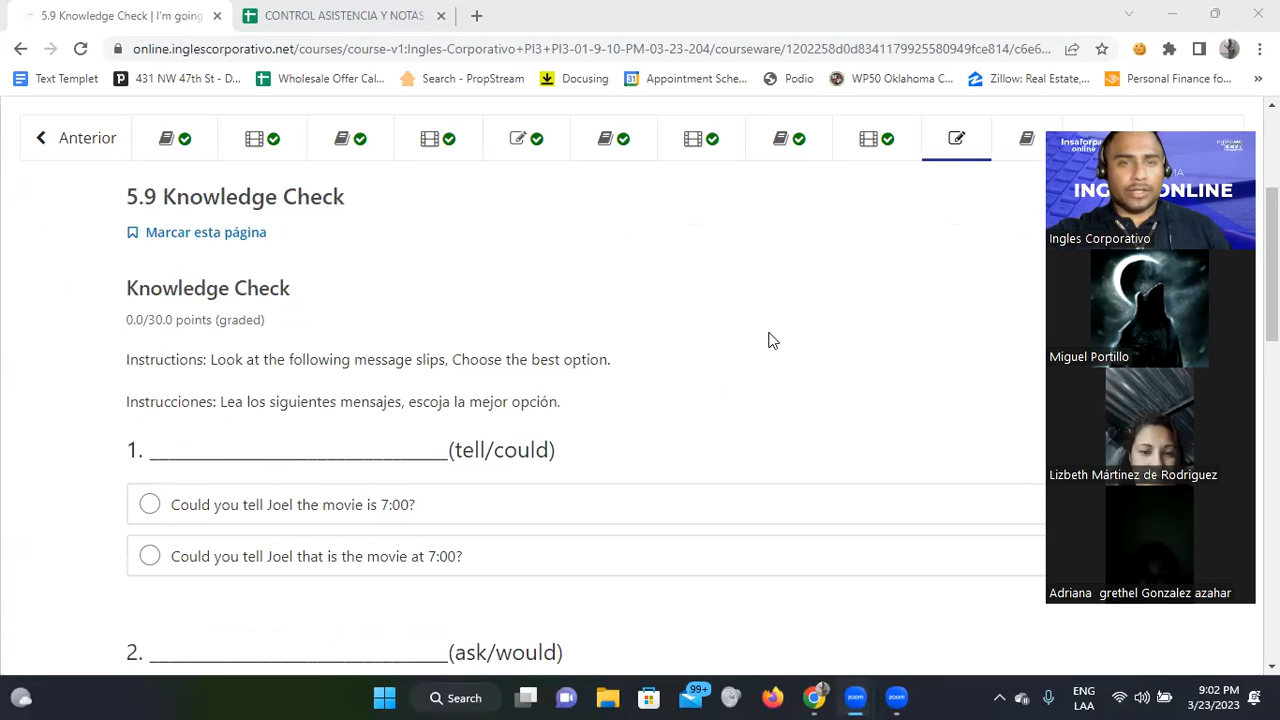 5.9 Knowledge Check | I'm going
CONTROL ASISTENCIA Y NOTAS
online.inglescorporativo.net/courses/course-v1:Ingles-Corporativo+PI3+PI3-01-9-10-PM-03-23-204/courseware/1202258d0d8341179925580949fce814/c6e6...
Text Templet
431 NW 47th St - D...
Wholesale Offer Cal...
Search - PropStream
Docusing
Appointment Sche...
Podio
WP50 Oklahoma C...
Zillow: Real Estate,...
Personal Finance fo...
Anterior
5.9 Knowledge Check
Marcar esta página
Knowledge Check
0.0/30.0 points (graded)
Instructions: Look at the following message slips, Choose the best option.
Instrucciones: Lea los siguientes mensajes, escoja la mejor opción.
1. ___________________________(tell/could)
Could you tell Joel the movie is 7:00?
Could you tell Joel that is the movie at 7:00?
2. ___________________________(ask/would)
ONLINE
Ingles Corporativo
Miguel Portillo
Lizbeth Mártinez de Rodriguez
Adriana grethel Gonzalez azahar
Search
99+
ENG
LAA
9:02 PM
3/23/2023